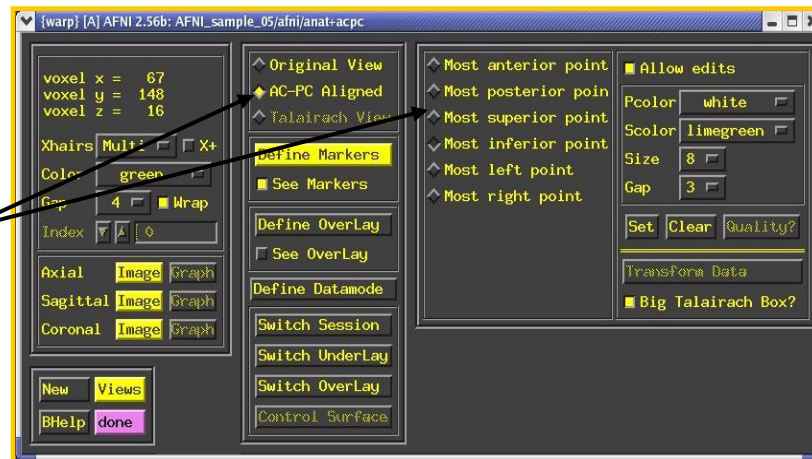 {warp} [A] AFNI 2.56b: AFNI_sample_05/afni/anat+acpc
voxel x = 67
voxel y = 148
voxel z = 16
Xhairs Multi X+
Color green
Gap 4 Wrap
Index 0
Axial Image Graph
Sagittal Image Graph
Coronal Image Graph
New Views
BHelp done
Original View
AC-PC Aligned
Talairach View
Define Markers
See Markers
Define OverLay
See OverLay
Define Datamode
Switch Session
Switch UnderLay
Switch OverLay
Control Surface
Most anterior point
Most posterior poin
Most superior point
Most inferior point
Most left point
Most right point
Allow edits
Pcolor white
Scolor limegreen
Size 8
Gap 3
Set Clear Quality?
Transform Data
Big Talairach Box?